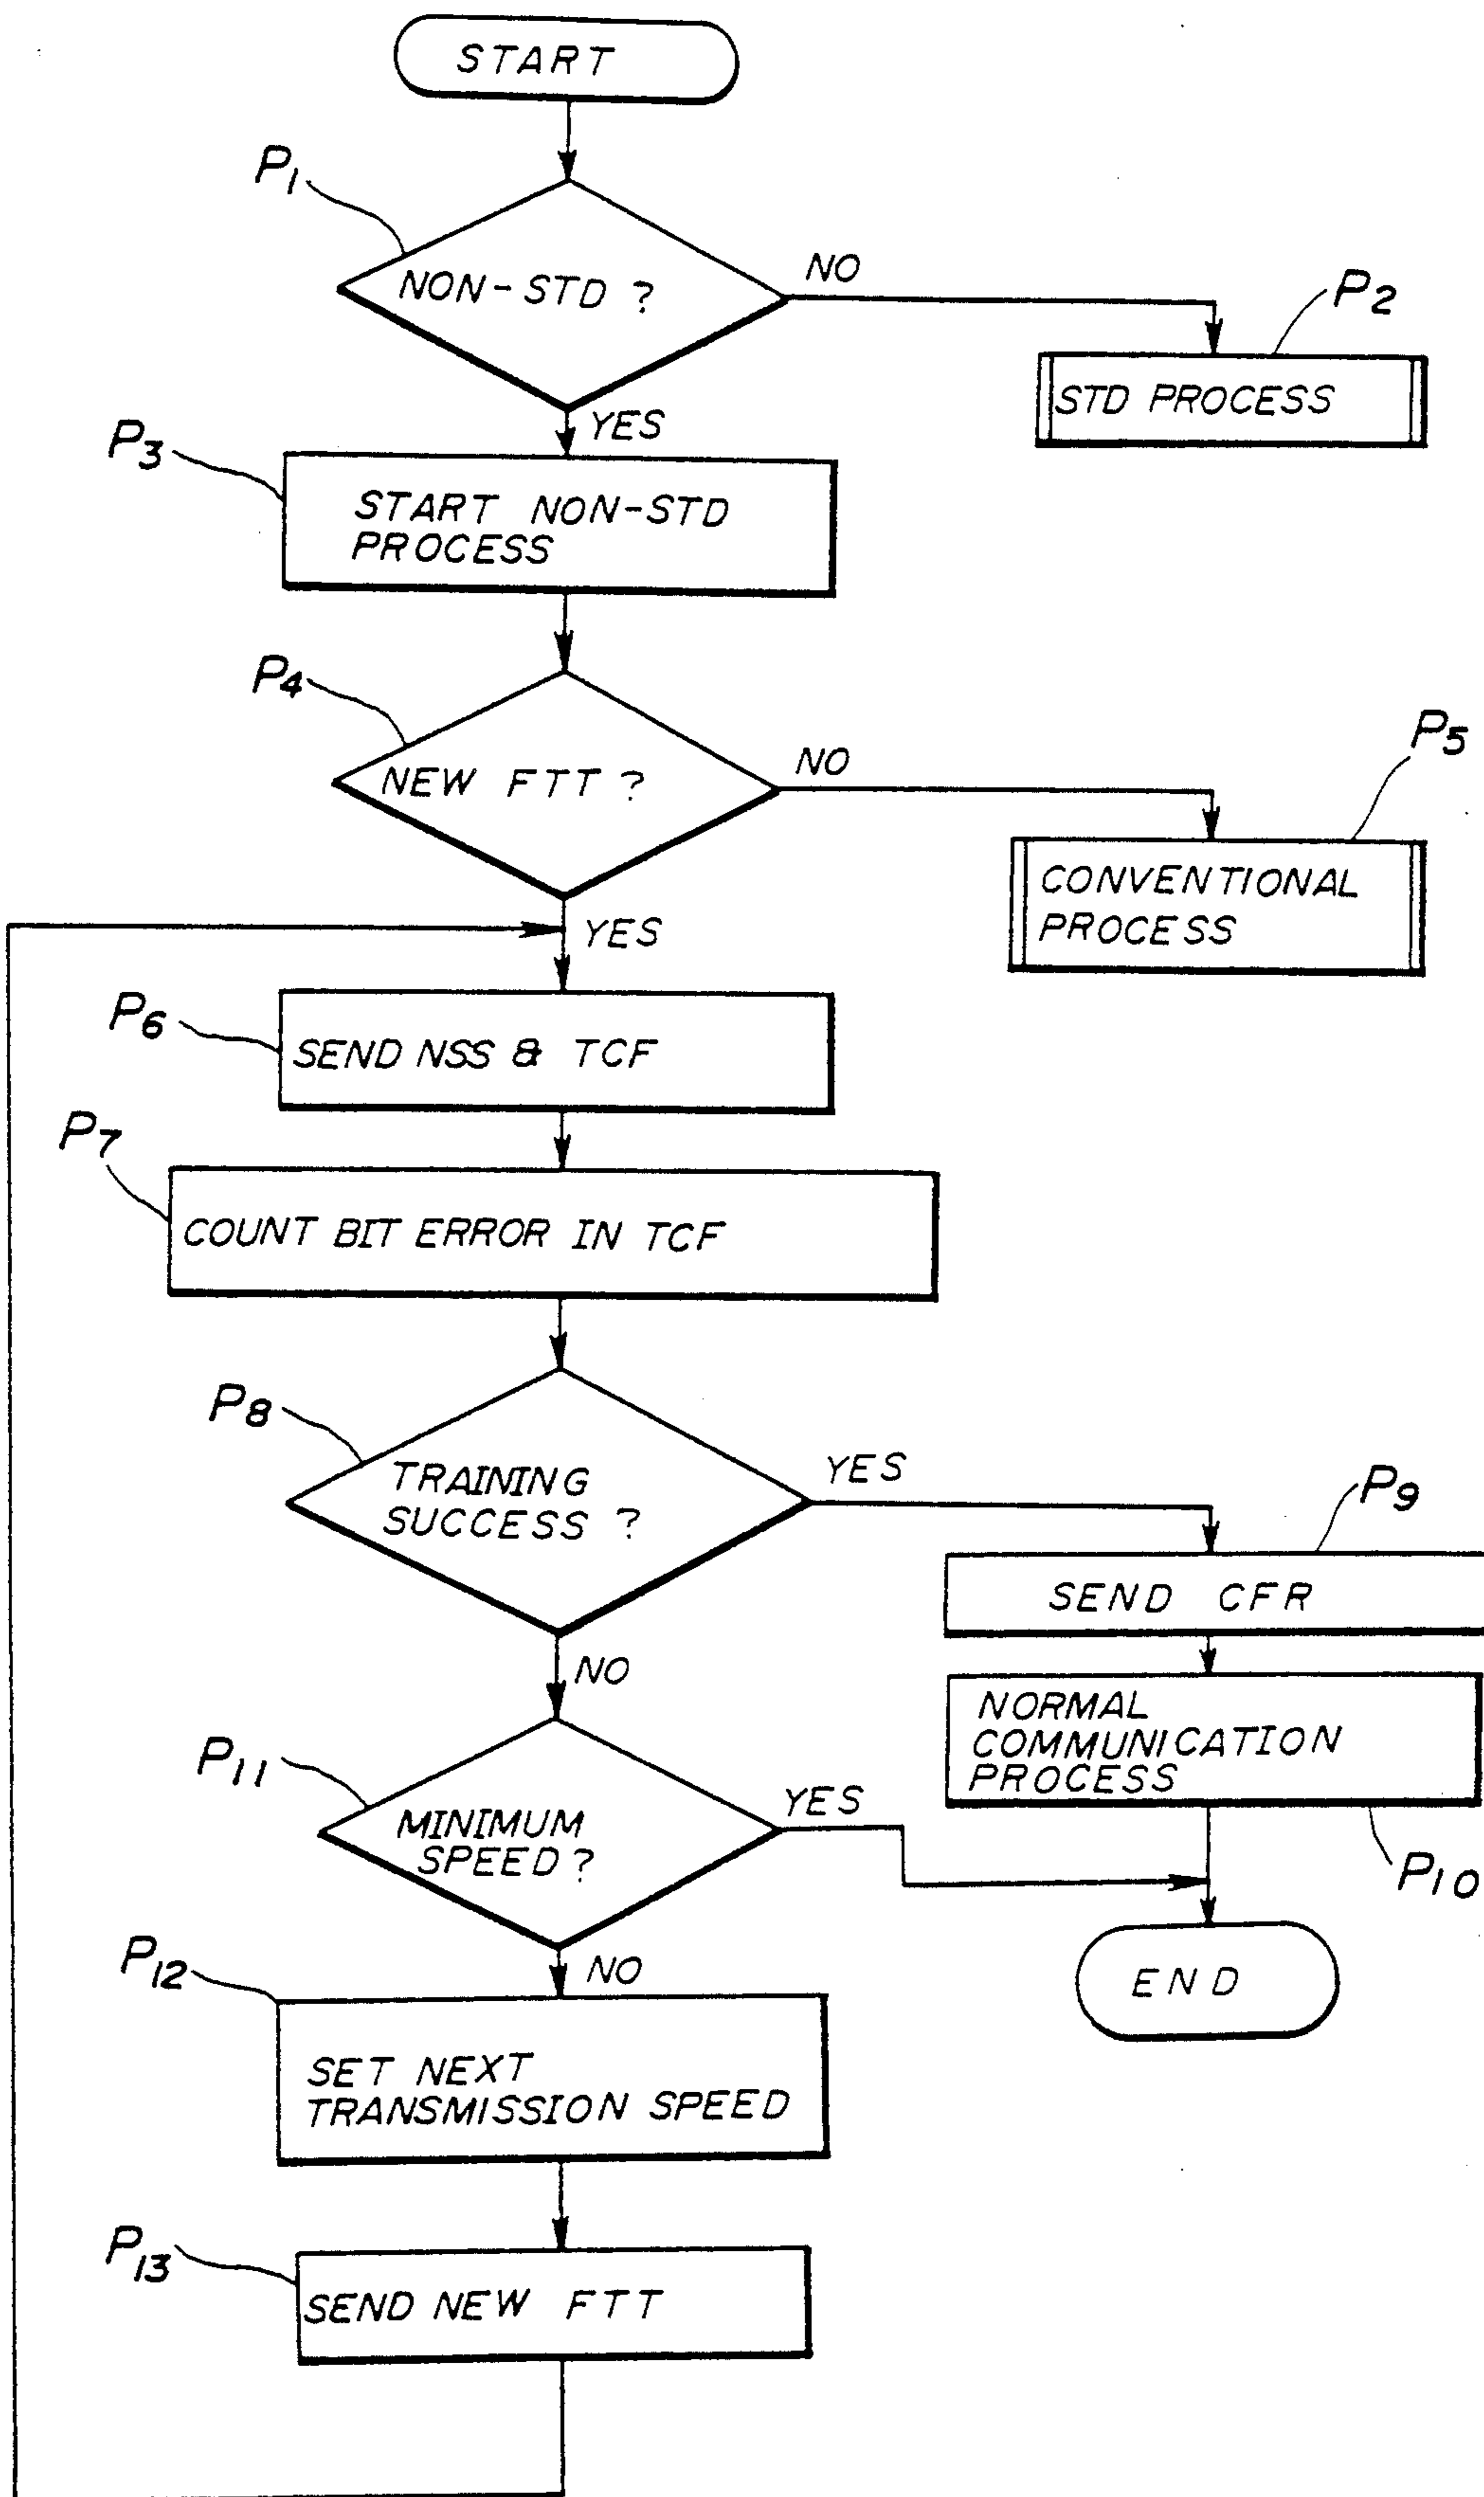 START
P1
NON-STD ?
NO
P2
STD PROCESS
YES
P3
START NON-STD
PROCESS
P4
NEW FTT ?
NO
P5
CONVENTIONAL
PROCESS
YES
P6
SEND NSS & TCF
P7
COUNT BIT ERROR IN TCF
P8
TRAINING
SUCCESS ?
YES
P9
SEND CFR
NO
NORMAL
COMMUNICATION
PROCESS
P10
P11
MINIMUM
SPEED ?
YES
END
NO
P12
SET NEXT
TRANSMISSION SPEED
P13
SEND NEW FTT